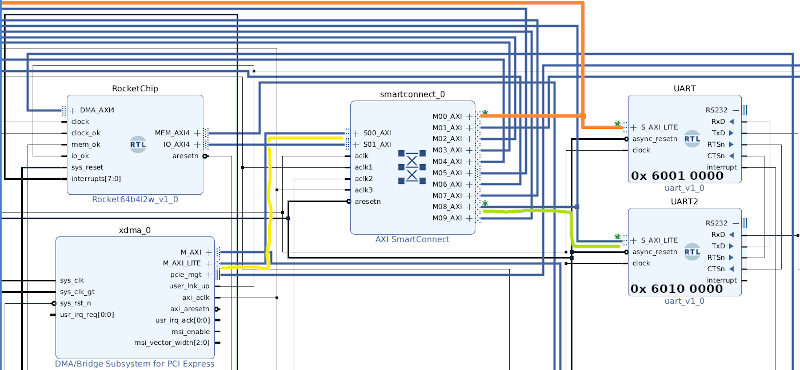 RocketChip
DMA_AXI4
clock
clock_ok
mem_ok
io_ok
sys_reset
interrupts[7:0]
RTL
MEM_AXI4
IO_AXI4
aresetn
Rocket64b4l2w_v1_0
smartconnect_0
S00_AXI
S01_AXI
aclk
aclk1
aclk2
aclk3
aresetn
M00_AXI
M01_AXI
M02_AXI
M03_AXI
M04_AXI
M05_AXI
M06_AXI
M07_AXI
M08_AXI
M09_AXI
AXI SmartConnect
UART
S_AXI_LITE
async_resetn
clock
RTL
RS232
RxD
TxD
RTSn
CTSn
interrupt
0x 6001 0000
uart_v1_0
UART2
S_AXI_LITE
async_resetn
clock
RTL
RS232
RxD
TxD
RTSn
CTSn
interrupt
0x 6010 0000
uart_v1_0
xdma_0
sys_clk
sys_clk_gt
sys_rst_n
usr_irq_req[0:0]
M_AXI
M_AXI_LITE
pcie_mgt
user_lnk_up
axi_aclk
axi_aresetn
usr_irq_ack[0:0]
msi_enable
msi_vector_width[2:0]
DMA/Bridge Subsystem for PCI Express